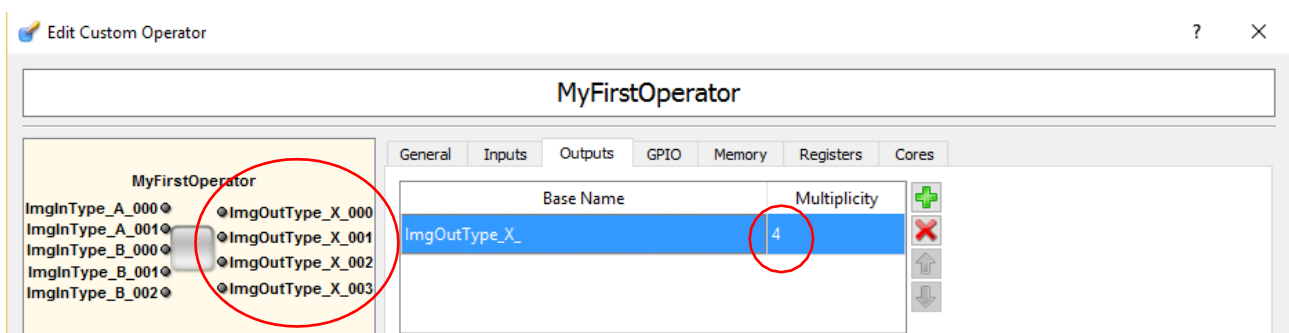 Edit Custom Operator
?
MyFirstOperator
General Inputs Outputs GPIO Memory Registers Cores
MyFirstOperator
ImgInType_A_000
ImgInType_A_001
ImgInType_B_000
ImgInType_B_001
ImgInType_B_002
ImgOutType_X_000
ImgOutType_X_001
ImgOutType_X_002
ImgOutType_X_003
Base Name Multiplicity
ImgOutType_X_ 4